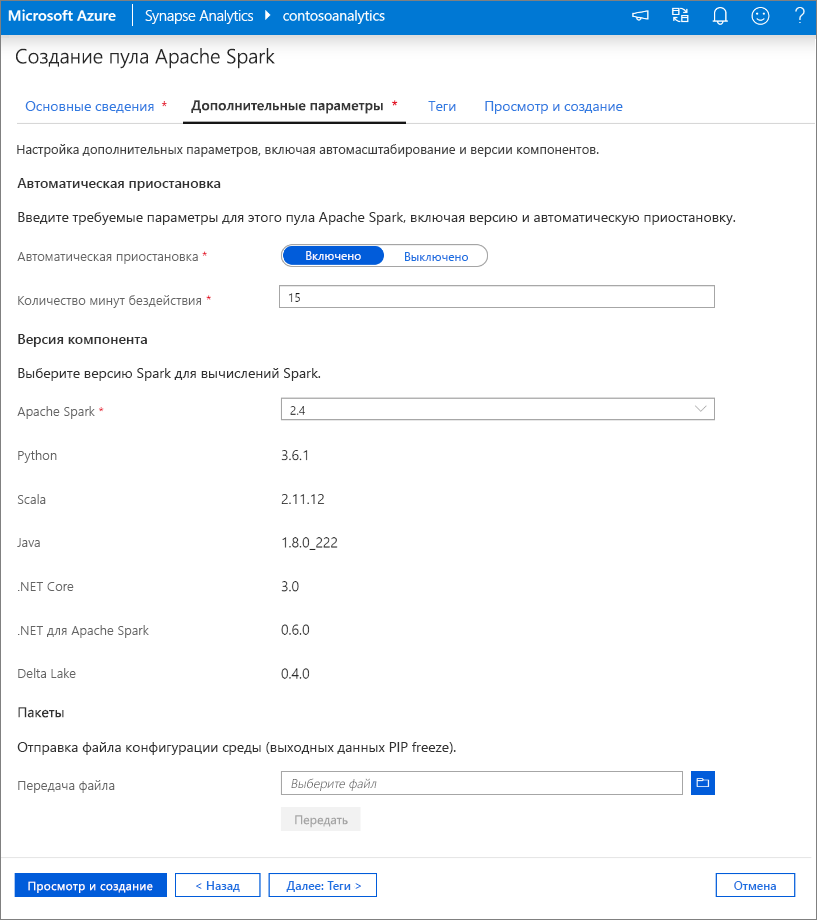 Microsoft Azure Synapse Analytics contosoanalytics ?
Создание пула Apache Spark
Основные сведения * Дополнительные параметры * Теги Просмотр и создание
Настройка дополнительных параметров, включая автомасштабирование и версии компонентов.
Автоматическая приостановка
Введите требуемые параметры для этого пула Apache Spark, включая версию и автоматическую приостановку.
Автоматическая приостановка * Включено Выключено
Количество минут бездействия * 15
Версия компонента
Выберите версию Spark для вычислений Spark.
Apache Spark * 2.4
Python 3.6.1
Scala 2.11.12
Java 1.8.0_222
.NET Core 3.0
.NET для Apache Spark 0.6.0
Delta Lake 0.4.0
Пакеты
Отправка файла конфигурации среды (выходных данных PIP freeze).
Передача файла Выберите файл
Передать
Просмотр и создание < Назад Далее: Теги > Отмена